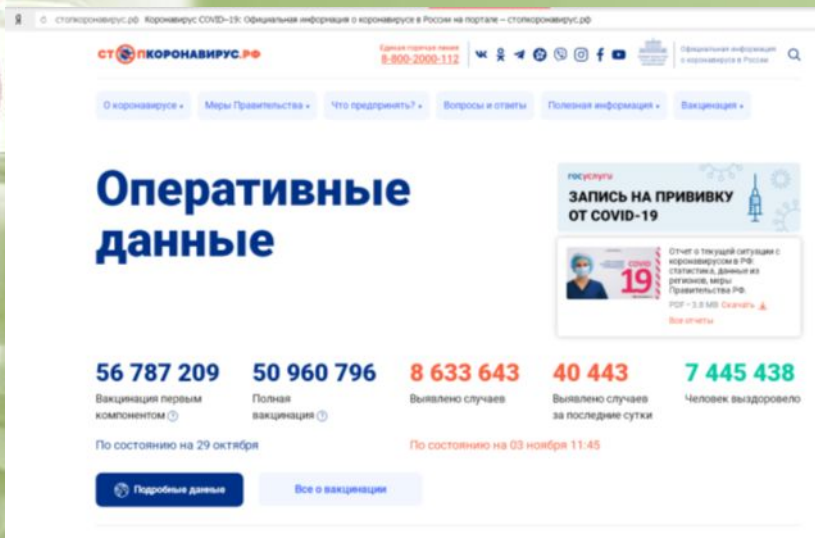 стопкоронавирус.рф Коронавирус COVID–19: Официальная информация о коронавирусе в России на портале – стопкоронавирус.рф
СТОПКОРОНАВИРУС.РФ
Единая горячая линия
8-800-2000-112
Официальная информация
о коронавирусе в России
О коронавирусе
Меры Правительства
Что предпринять?
Вопросы и ответы
Полезная информация
Вакцинация
Оперативные
данные
госуслуги
ЗАПИСЬ НА ПРИВИВКУ
ОТ COVID-19
COVID
19
Отчет о текущей ситуации с
коронавирусом в РФ:
статистика, данные из
регионов, меры
Правительства РФ.
PDF – 3.8 MB Скачать
Все отчеты
56 787 209
Вакцинация первым
компонентом
50 960 796
Полная
вакцинация
8 633 643
Выявлено случаев
40 443
Выявлено случаев
за последние сутки
7 445 438
Человек выздоровело
По состоянию на 29 октября
По состоянию на 03 ноября 11:45
Подробные данные
Все о вакцинации